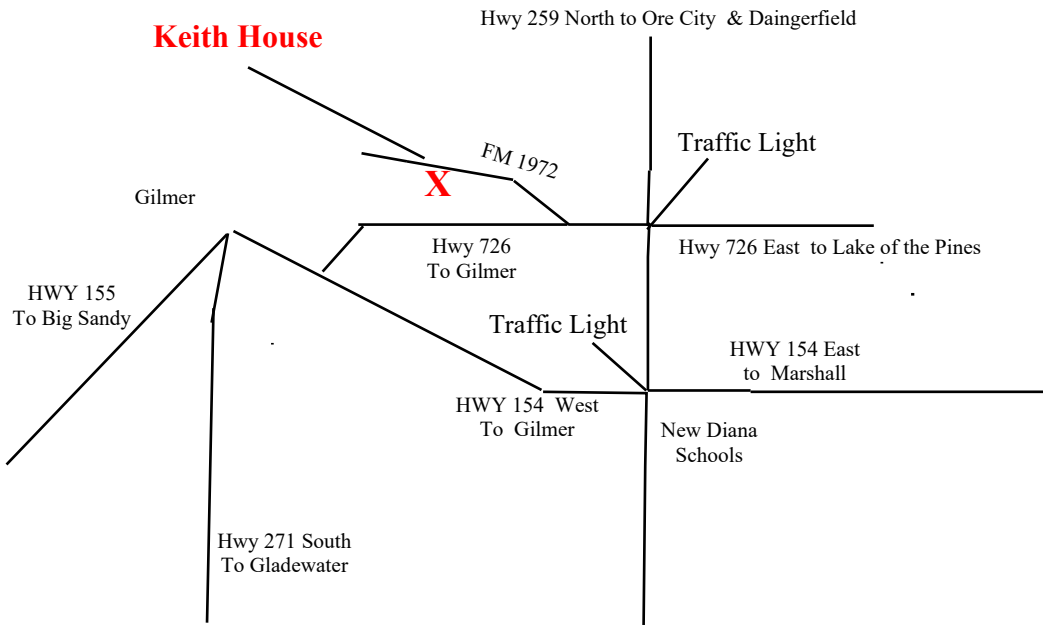 Hwy 259 North to Ore City & Daingerfield
Keith House
Traffic Light
FM 1972
X
Gilmer
Hwy 726
To Gilmer
Hwy 726 East to Lake of the Pines
HWY 155
To Big Sandy
Traffic Light
HWY 154 East
to Marshall
HWY 154 West
To Gilmer
New Diana
Schools
Hwy 271 South
To Gladewater